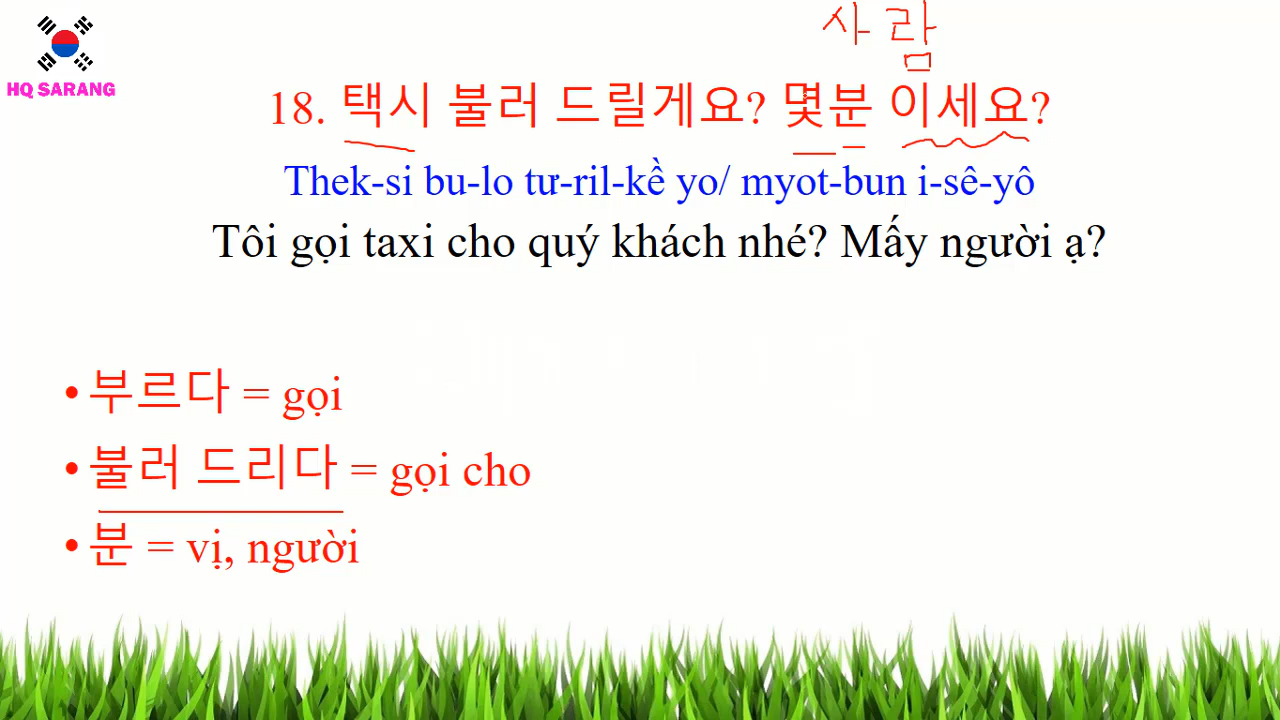 사람
HQ SARANG
18. 택시 불러 드릴게요? 몇분 이세요?
Thek-si bu-lo tư-ril-kề yo/ myot-bun i-sê-yô
Tôi gọi taxi cho quý khách nhé? Mấy người ạ?
• 부르다 = gọi
• 불러 드리다 = gọi cho
• 분 = vị, người